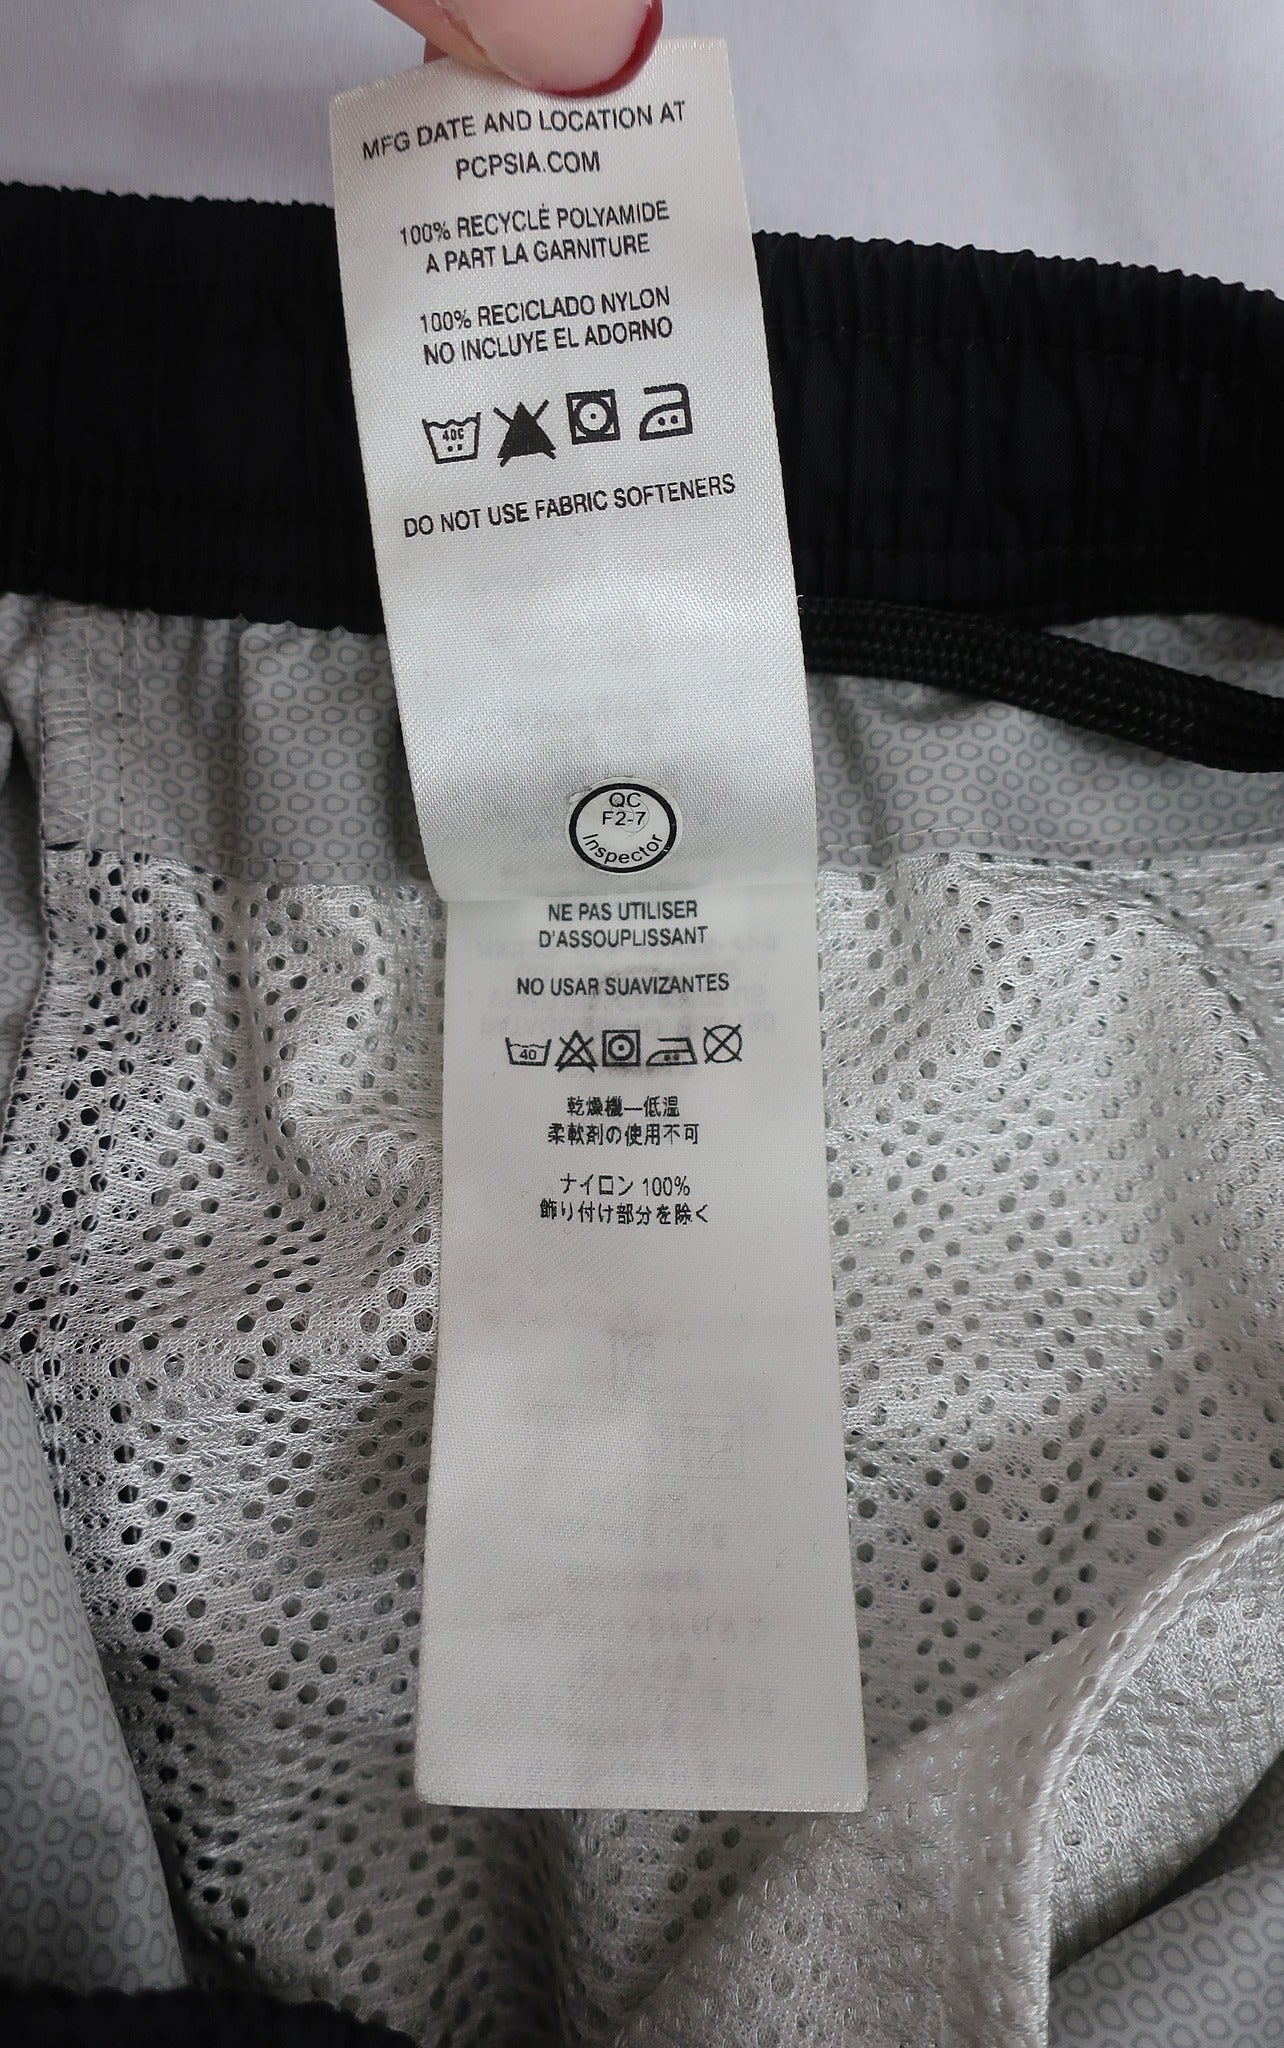 MFG DATE AND LOCATION AT
PCPSIA.COM
100% RECYCLÉ POLYAMIDE
A PART LA GARNITURE
100% RECICLADO NYLON
NO INCLUYE EL ADORNO
40C
DO NOT USE FABRIC SOFTENERS
QC
F2-7
Inspector
NE PAS UTILISER
D'ASSOUPLISSANT
NO USAR SUAVIZANTES
40
乾燥機—低温
柔軟剤の使用不可
ナイロン 100%
飾り付け部分を除く